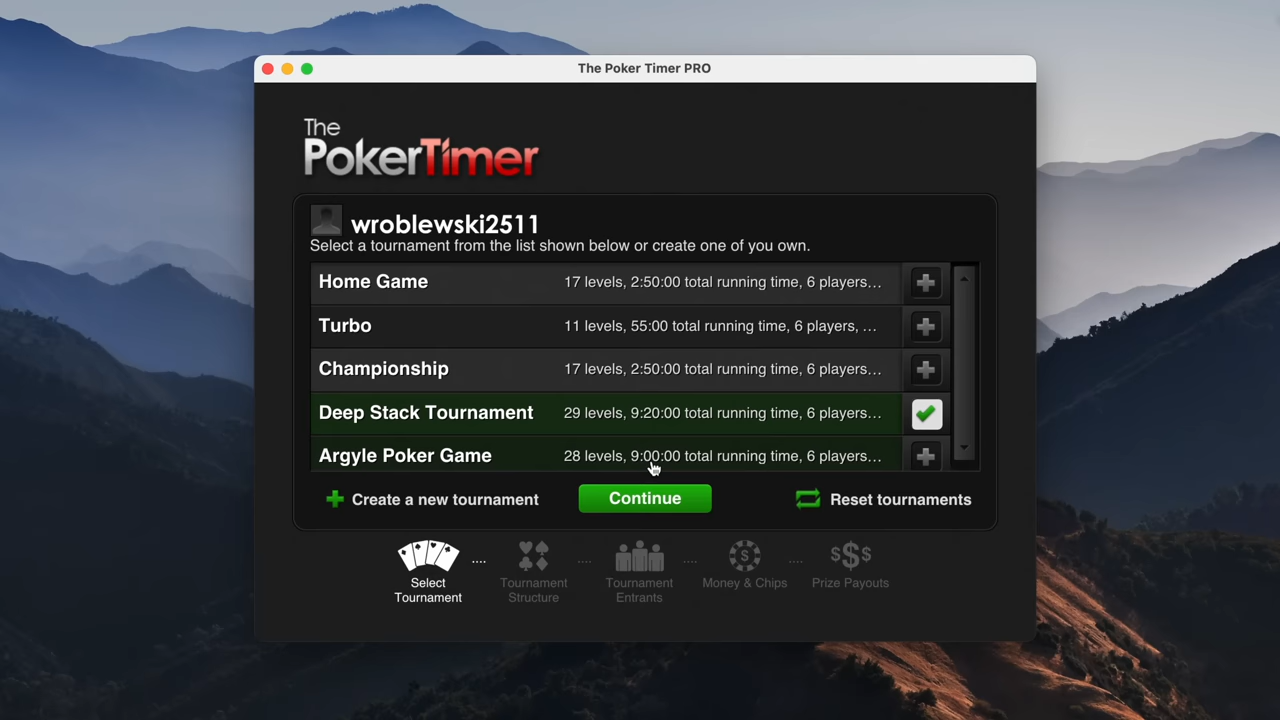 The Poker Timer PRO
The
PokerTimer
wroblewski2511
Select a tournament from the list shown below or create one of you own.
Home Game 17 levels, 2:50:00 total running time, 6 players...
Turbo 11 levels, 55:00 total running time, 6 players, ...
Championship 17 levels, 2:50:00 total running time, 6 players...
Deep Stack Tournament 29 levels, 9:20:00 total running time, 6 players...
Argyle Poker Game 28 levels, 9:00:00 total running time, 6 players...
Create a new tournament Continue Reset tournaments
Select Tournament Tournament Money & Chips Prize Payouts
Tournament Structure Entrants